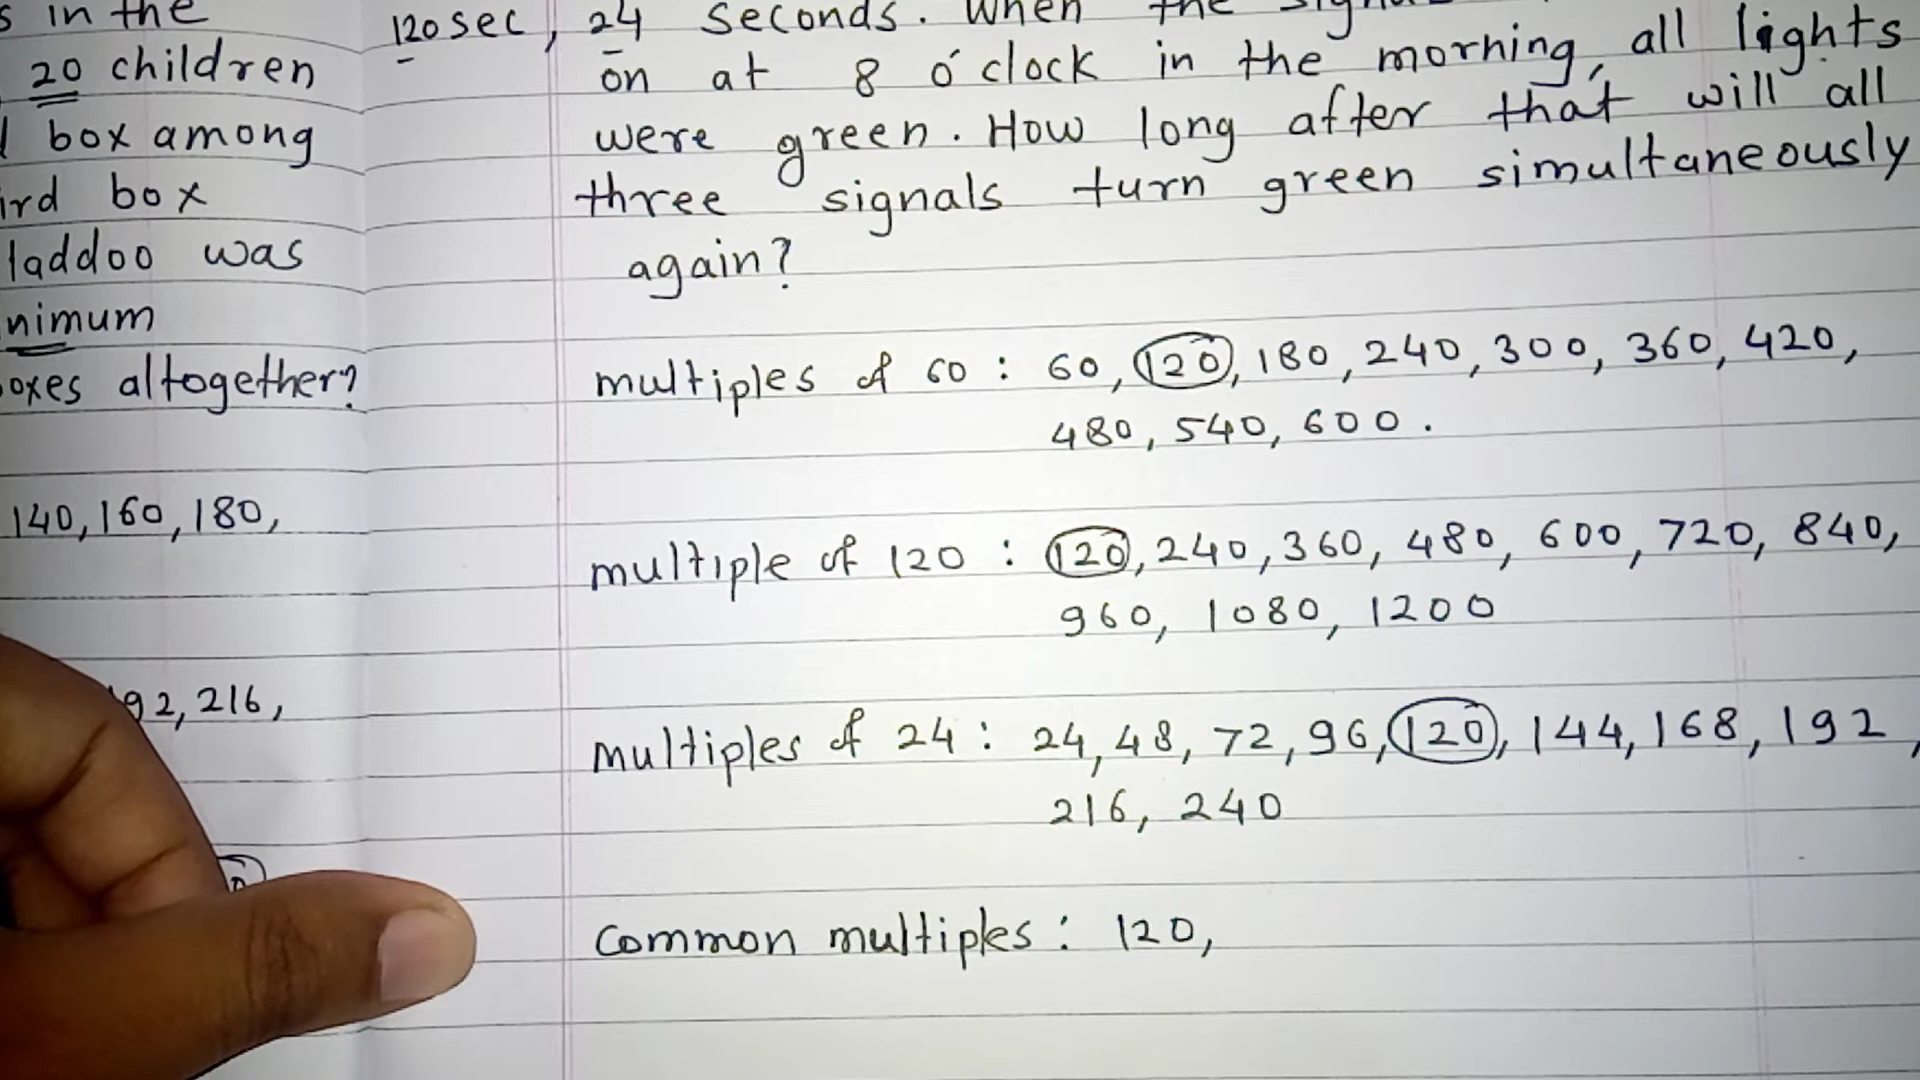 s in the
20 children
box among
ird box
laddoo was
nimum
oxes altogether?
140, 160, 180,
92, 216,
120 sec, 24 seconds. When the
on at 8 o'clock in the morning, all lights
were green. How long after that will all
three signals turn green simultaneously
again?
multiples of 60 : 60, 120, 180, 240, 300, 360, 420,
480, 540, 600.
multiple of 120 : 120, 240, 360, 480, 600, 720, 840,
960, 1080, 1200
multiples of 24 : 24, 48, 72, 96, 120, 144, 168, 192,
216, 240
common multiples : 120,